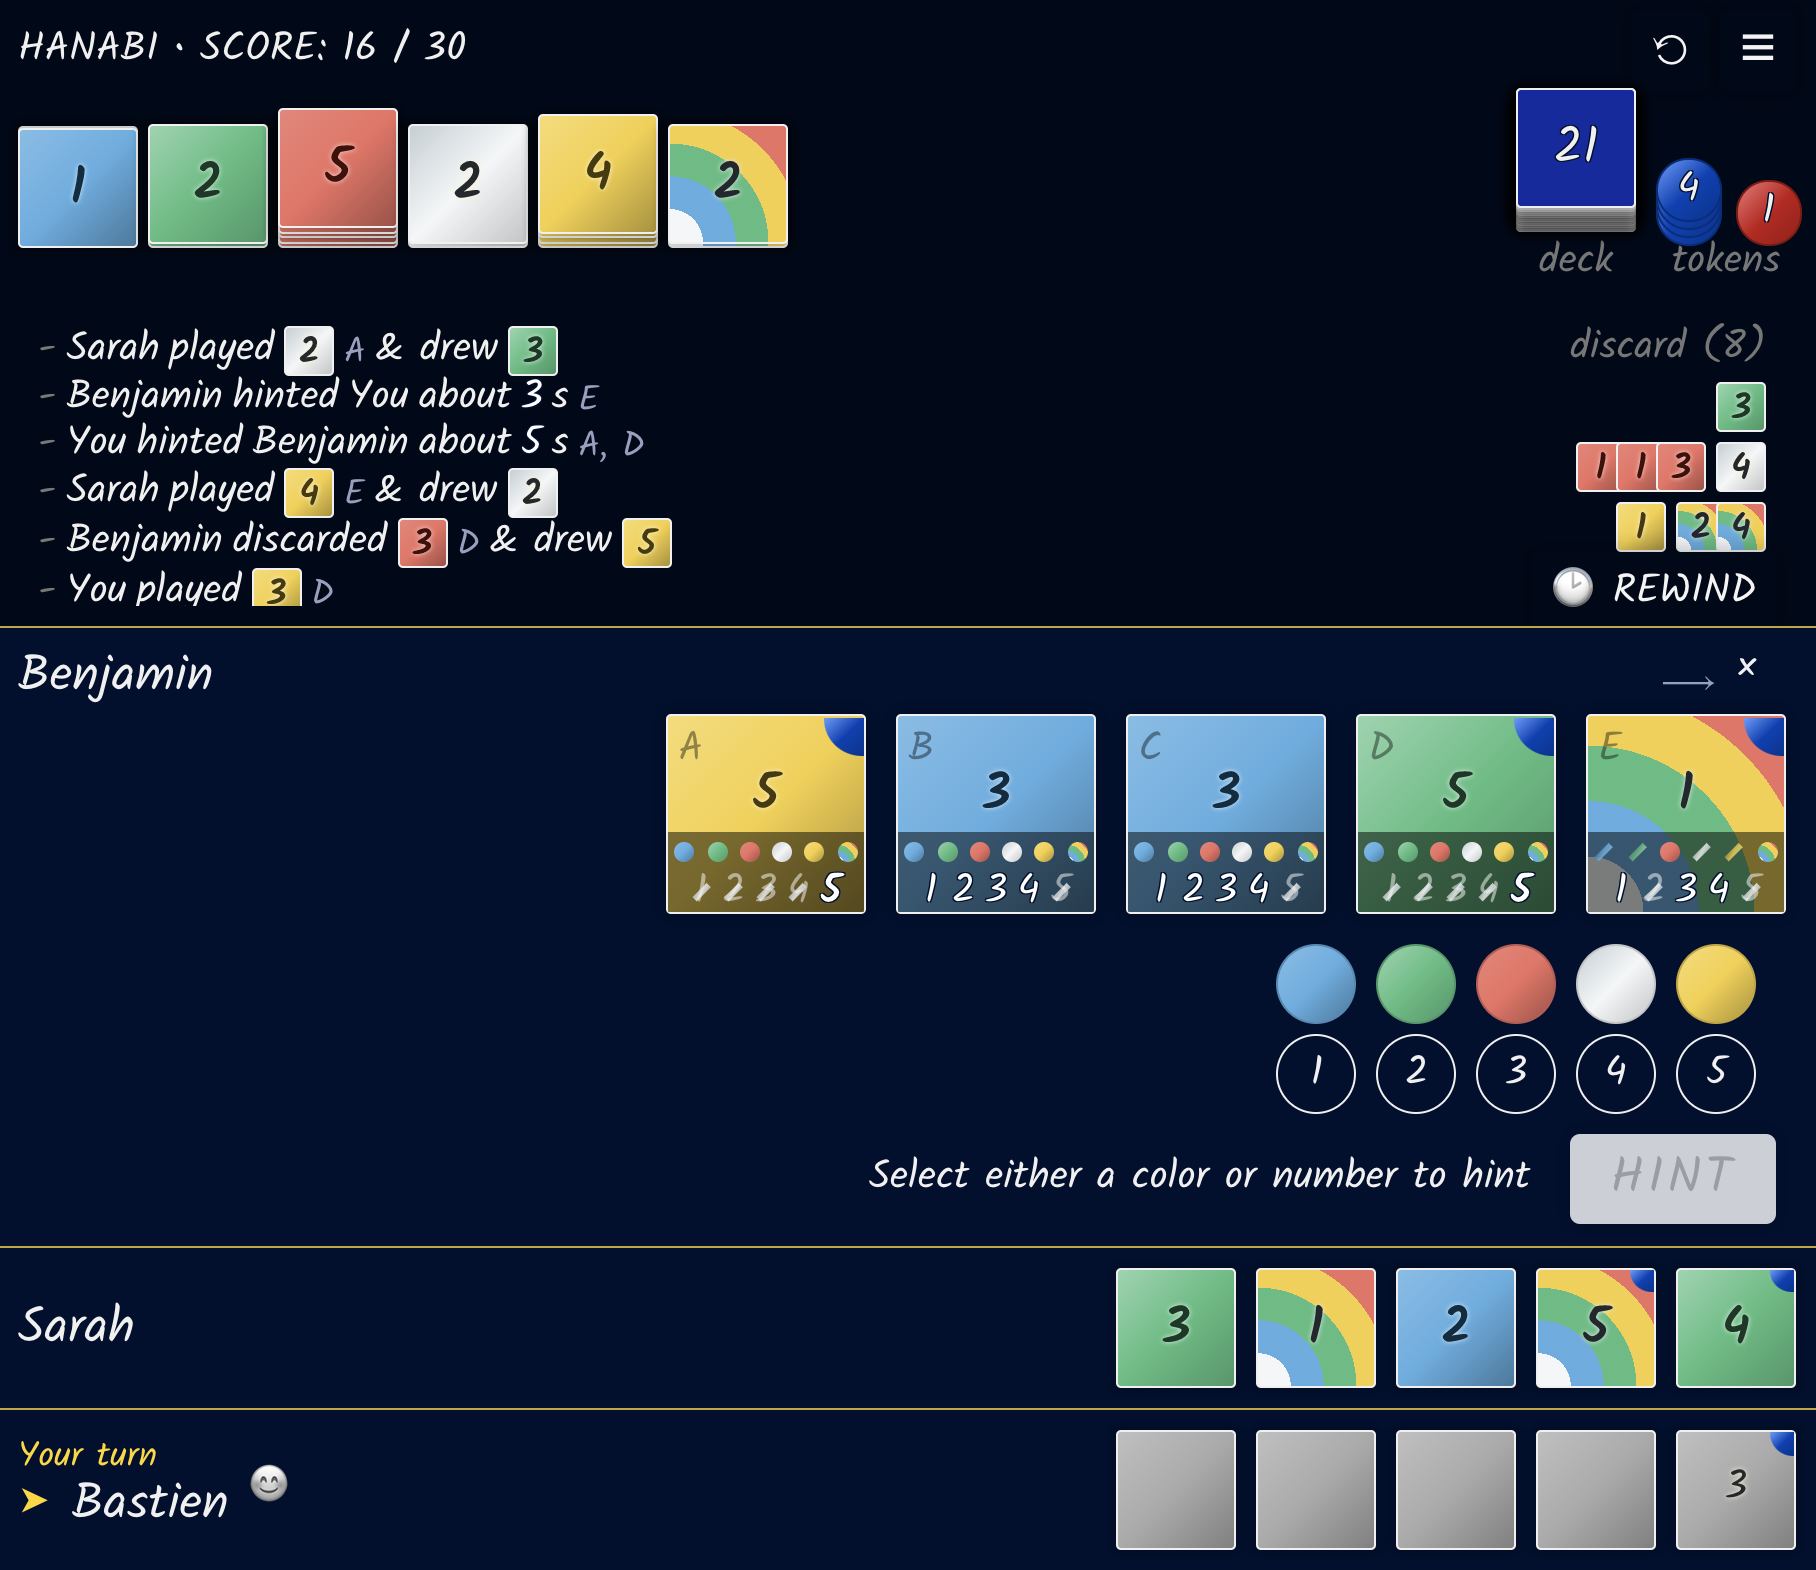 HANABI · SCORE: 16 / 30
1 2 5 2 4 2
21 4 1
deck tokens
– Sarah played 2 A & drew 3
– Benjamin hinted You about 3 s E
– You hinted Benjamin about 5 s A, D
– Sarah played 4 E & drew 2
– Benjamin discarded 3 D & drew 5
– You played 3 D
discard (8)
3
1 1 3 4
1 2 4
REWIND
Benjamin
→ ×
A B C D E
5 3 3 5 1
1 2 3 4 5 1 2 3 4 5 1 2 3 4 5 1 2 3 4 5 1 2 3 4 5
1 2 3 4 5
Select either a color or number to hint HINT
Sarah
3 1 2 5 4
Your turn
➤ Bastien
3